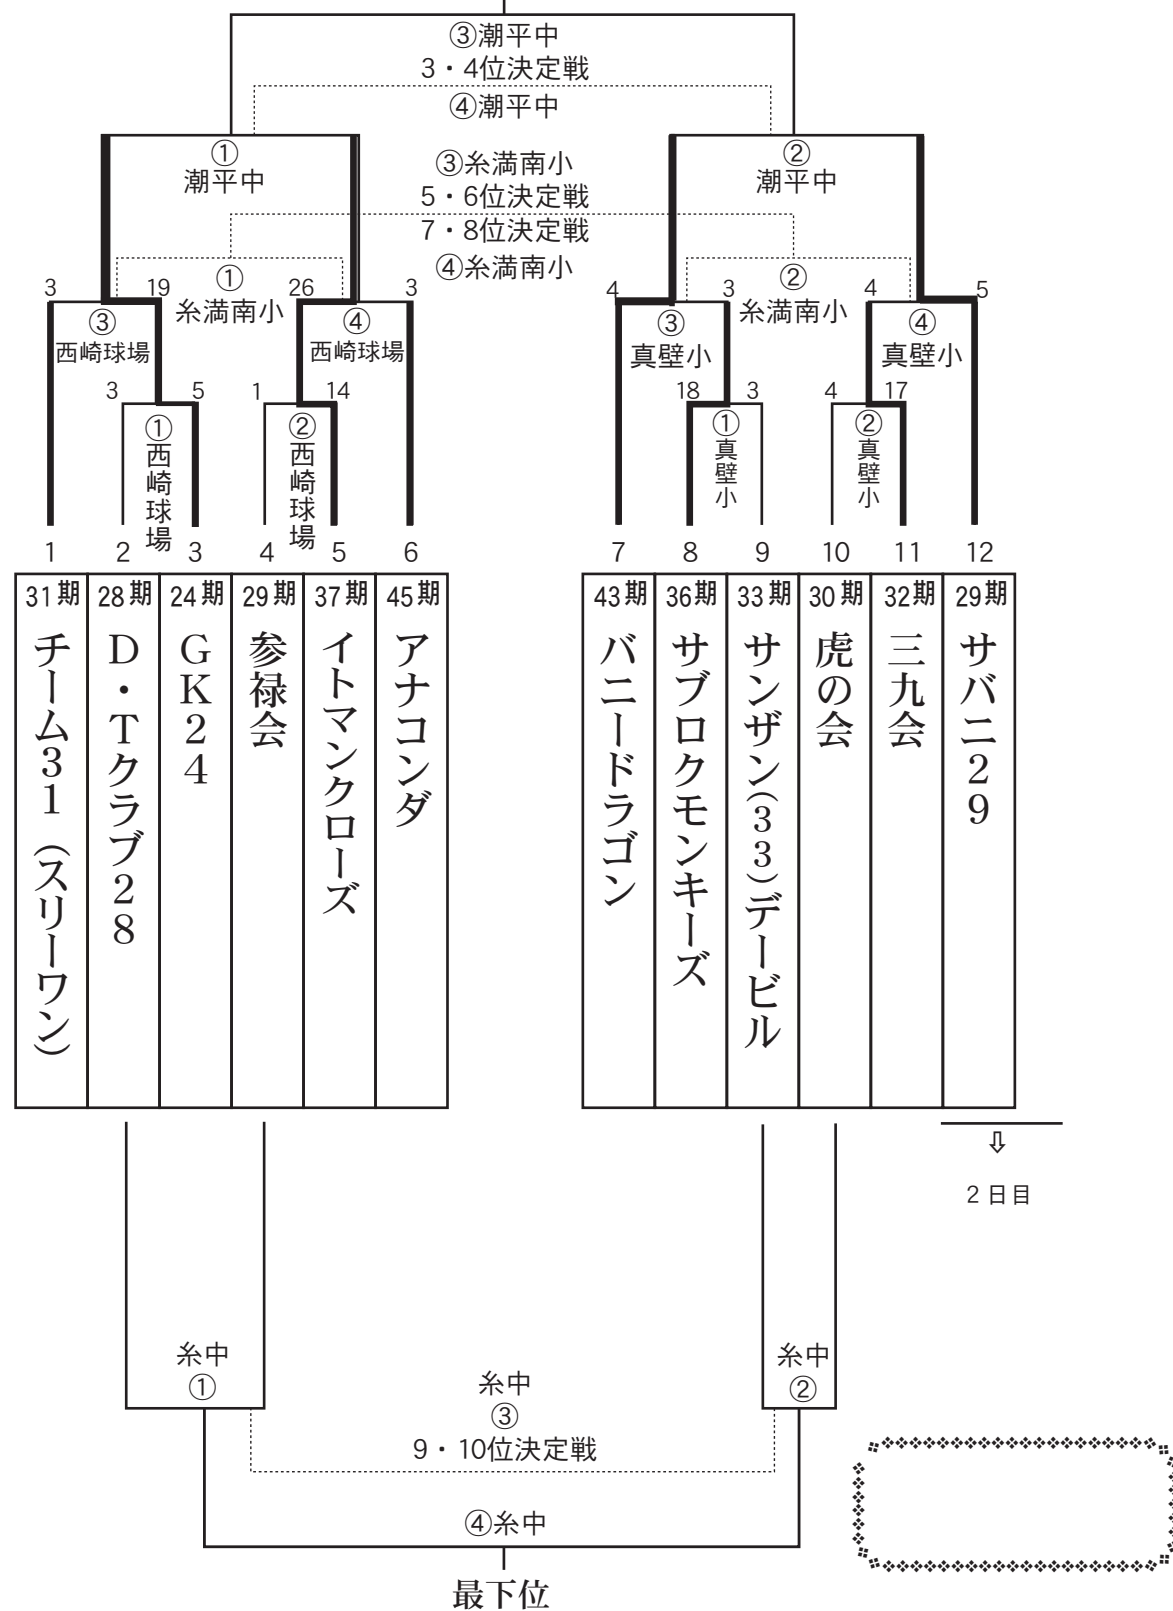 ③潮平中
3・4位決定戦
④潮平中
①
潮平中
②
潮平中
③糸満南小
5・6位決定戦
7・8位決定戦
④糸満南小
①
糸満南小
②
糸満南小
3
19
26
3
4
3
4
5
③
西崎球場
④
西崎球場
③
真壁小
④
真壁小
3
5
1
14
18
3
4
17
①西崎球場
②西崎球場
①真壁小
②真壁小
1
2
3
4
5
6
7
8
9
10
11
12
31期
チーム31（スリーワン）
28期
D・Tクラブ28
24期
GK24
29期
参禄会
37期
イトマンクローズ
45期
アナコンダ
43期
バニードラゴン
36期
サブロクモンキーズ
33期
サンザン(33)デービル
30期
虎の会
32期
三九会
29期
サバニ29
⇩
2日目
糸中
①
糸中
②
糸中
③
9・10位決定戦
④糸中
最下位